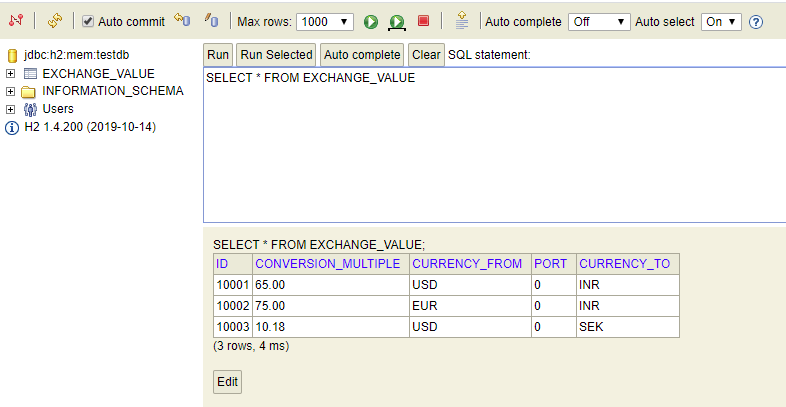 Auto commit Max rows: 1000 Auto complete Off Auto select On ?
jdbc:h2:mem:testdb
EXCHANGE_VALUE
INFORMATION_SCHEMA
Users
H2 1.4.200 (2019-10-14)
Run Run Selected Auto complete Clear SQL statement:
SELECT * FROM EXCHANGE_VALUE
SELECT * FROM EXCHANGE_VALUE;
ID CONVERSION_MULTIPLE CURRENCY_FROM PORT CURRENCY_TO
10001 65.00 USD 0 INR
10002 75.00 EUR 0 INR
10003 10.18 USD 0 SEK
(3 rows, 4 ms)
Edit